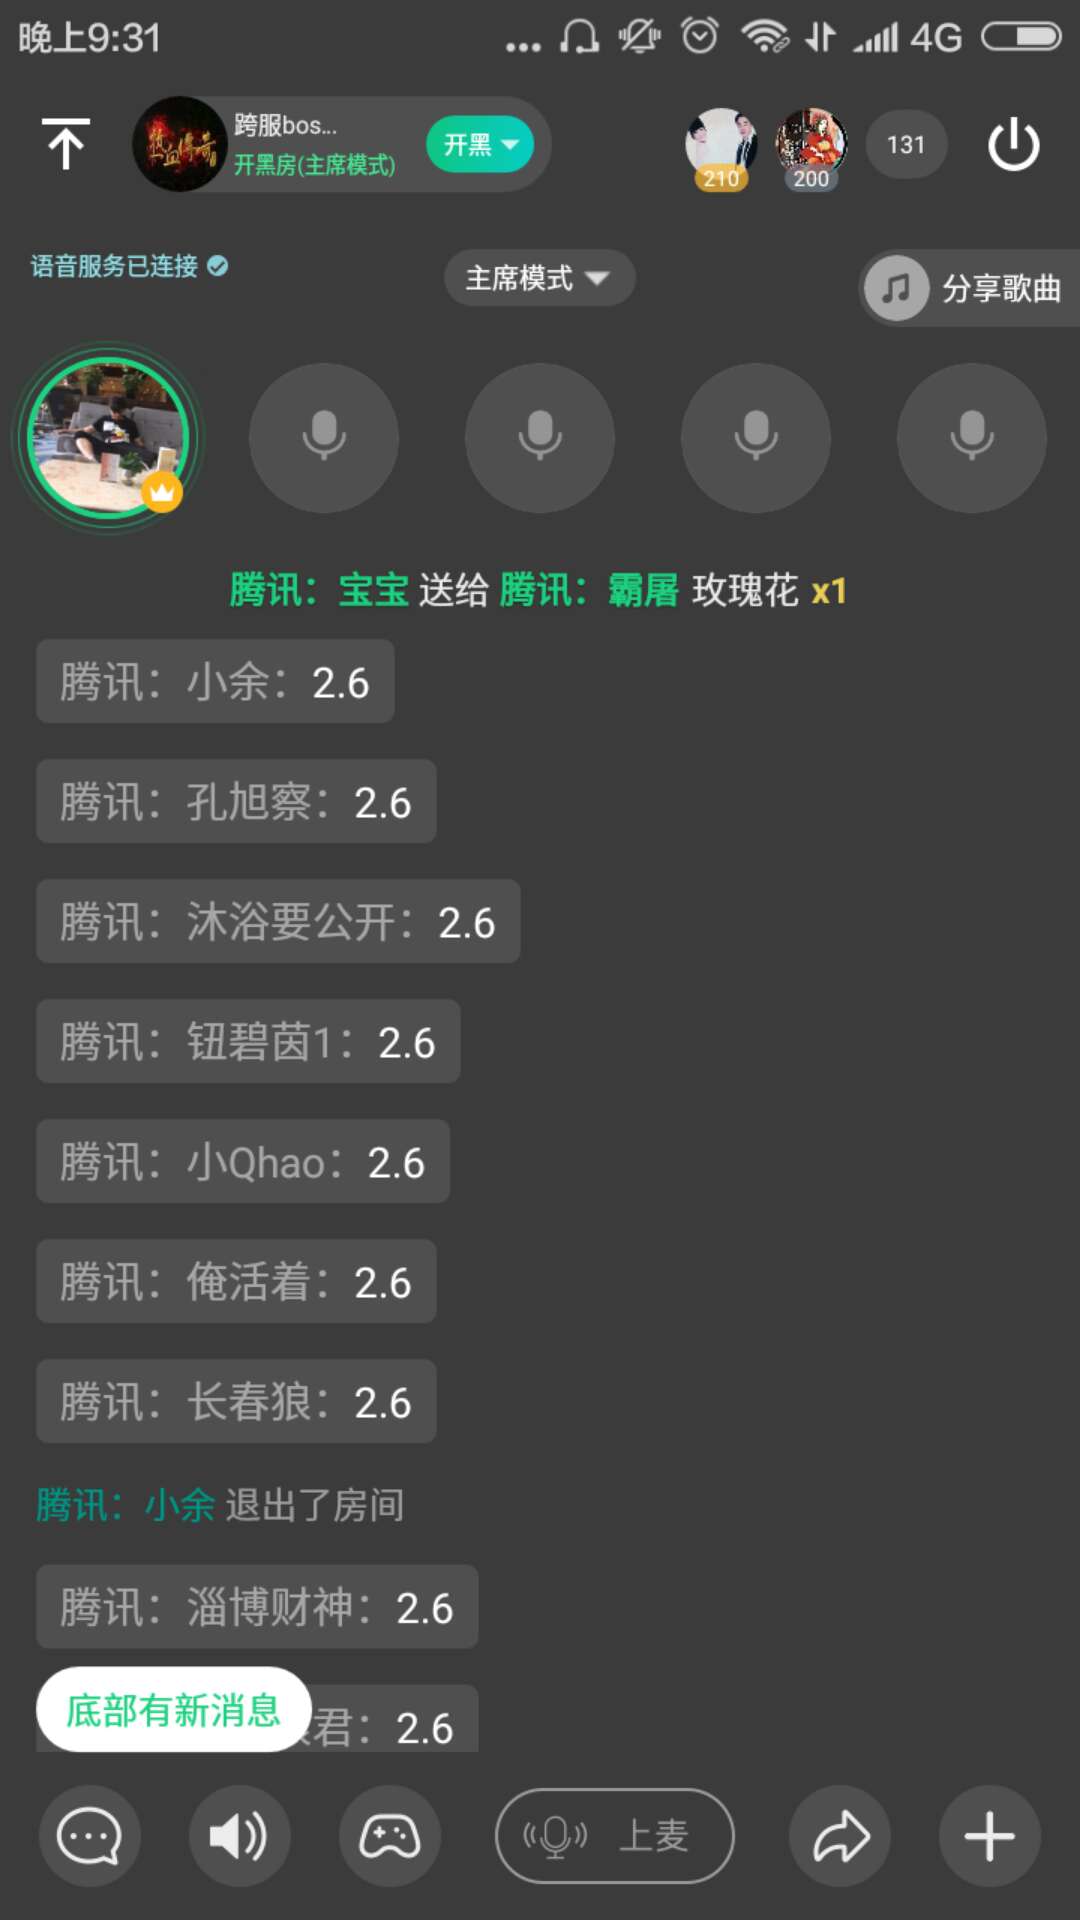 晚上9:31
4G
跨服bos...
开黑房(主席模式)
开黑
210
200
131
语音服务已连接
主席模式
分享歌曲
腾讯：宝宝 送给 腾讯：霸屠 玫瑰花 x1
腾讯：小余：2.6
腾讯：孔旭察：2.6
腾讯：沐浴要公开：2.6
腾讯：钮碧茵1：2.6
腾讯：小Qhao：2.6
腾讯：俺活着：2.6
腾讯：长春狼：2.6
腾讯：小余 退出了房间
腾讯：淄博财神：2.6
底部有新消息
君：2.6
上麦